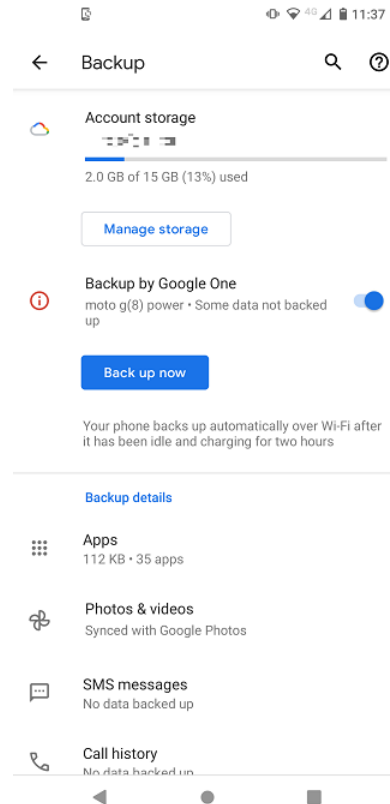 4G 11:37
Backup
Account storage
2.0 GB of 15 GB (13%) used
Manage storage
Backup by Google One
moto g(8) power • Some data not backed
up
Back up now
Your phone backs up automatically over Wi-Fi after
it has been idle and charging for two hours
Backup details
Apps
112 KB • 35 apps
Photos & videos
Synced with Google Photos
SMS messages
No data backed up
Call history
No data backed up